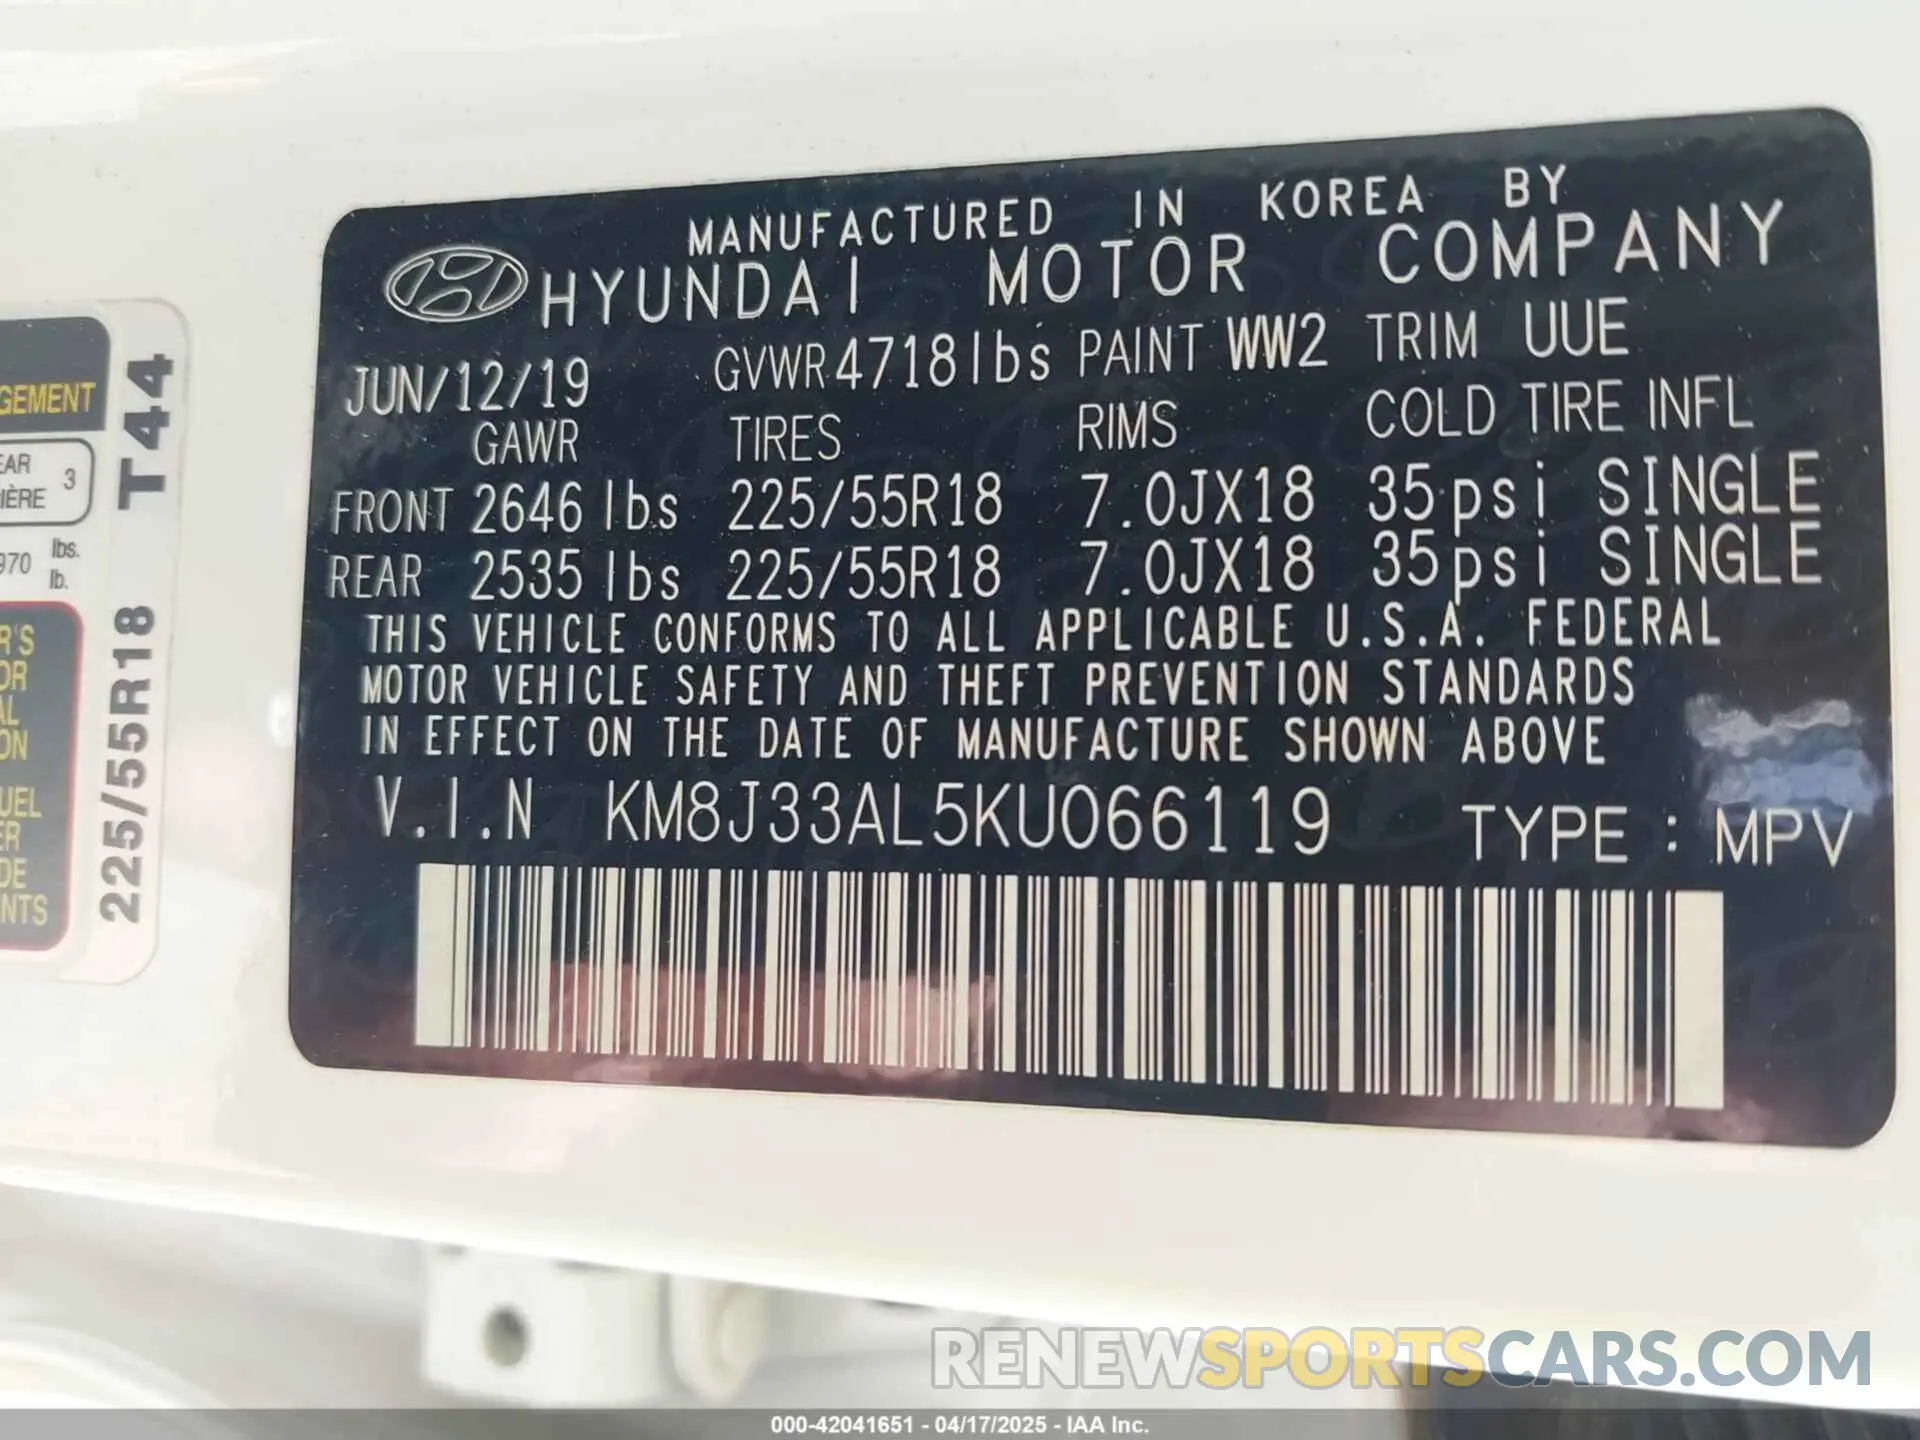 MANUFACTURED IN KOREA BY
HYUNDAI MOTOR COMPANY
JUN/12/19 GVWR 4718lbs PAINT WW2 TRIM UUE
GAWR TIRES RIMS COLD TIRE INFL
FRONT 2646 lbs 225/55R18 7.0JX18 35psi SINGLE
REAR 2535 lbs 225/55R18 7.0JX18 35psi SINGLE
THIS VEHICLE CONFORMS TO ALL APPLICABLE U.S.A. FEDERAL
MOTOR VEHICLE SAFETY AND THEFT PREVENTION STANDARDS
IN EFFECT ON THE DATE OF MANUFACTURE SHOWN ABOVE
V.I.N KM8J33AL5KU066119 TYPE : MPV
225/55R18 T44
3
lbs.
lb.
RENEWSPORTSCARS.COM
000-42041651 - 04/17/2025 - IAA Inc.